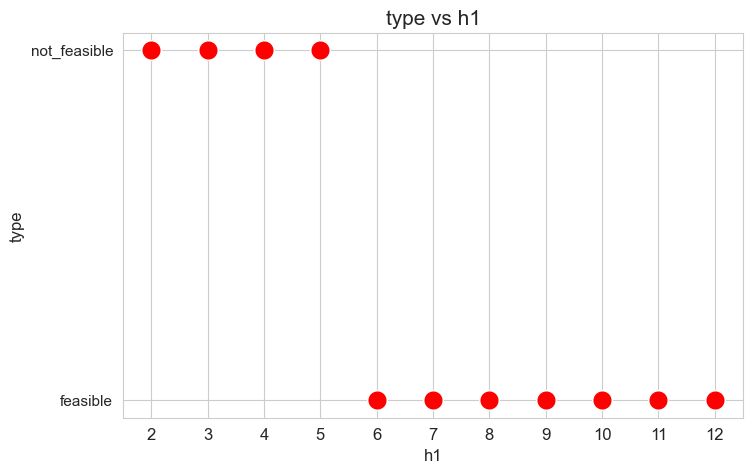 type vs h1
not_feasible
type
feasible
2 3 4 5 6 7 8 9 10 11 12
h1